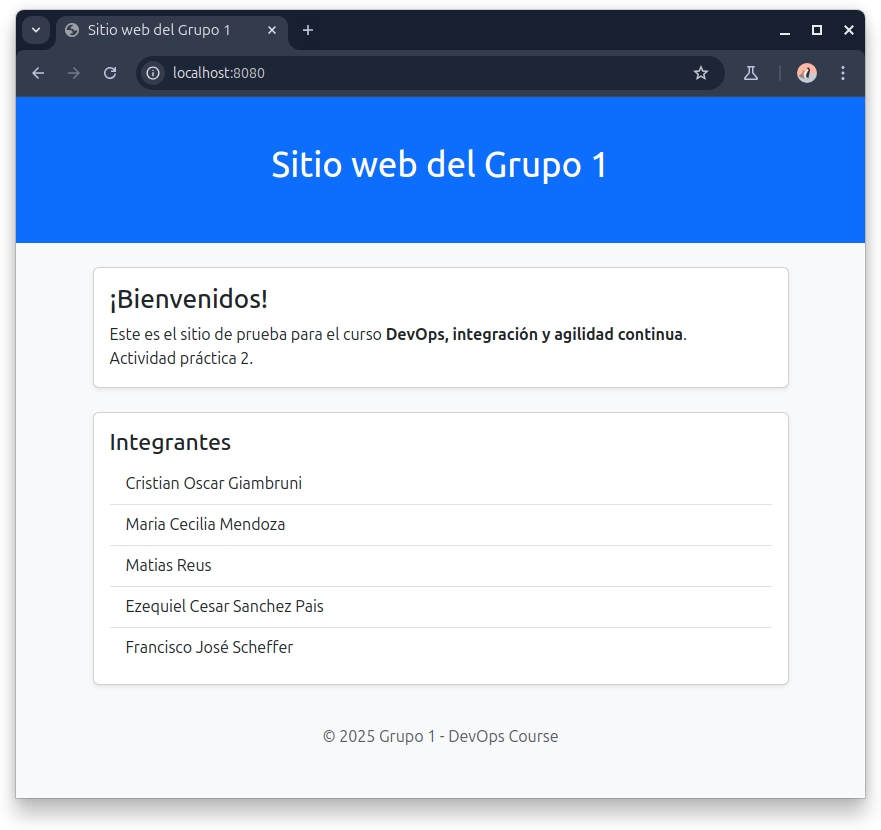 Sitio web del Grupo 1
localhost:8080
Sitio web del Grupo 1
¡Bienvenidos!
Este es el sitio de prueba para el curso DevOps, integración y agilidad continua.
Actividad práctica 2.
Integrantes
Cristian Oscar Giambruni
Maria Cecilia Mendoza
Matias Reus
Ezequiel Cesar Sanchez Pais
Francisco José Scheffer
© 2025 Grupo 1 - DevOps Course